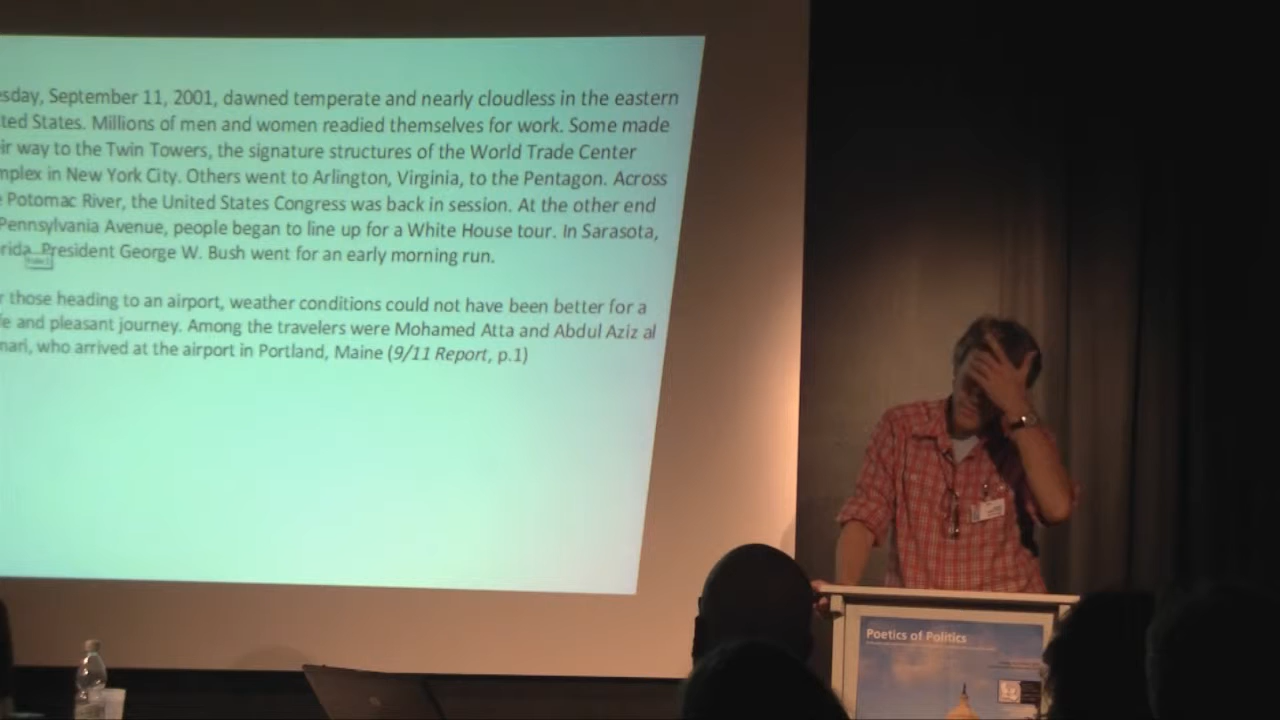 esday, September 11, 2001, dawned temperate and nearly cloudless in the eastern
ted States. Millions of men and women readied themselves for work. Some made
ir way to the Twin Towers, the signature structures of the World Trade Center
mplex in New York City. Others went to Arlington, Virginia, to the Pentagon. Across
e Potomac River, the United States Congress was back in session. At the other end
Pennsylvania Avenue, people began to line up for a White House tour. In Sarasota,
rida, President George W. Bush went for an early morning run.
r those heading to an airport, weather conditions could not have been better for a
fe and pleasant journey. Among the travelers were Mohamed Atta and Abdul Aziz al
mari, who arrived at the airport in Portland, Maine (9/11 Report, p.1)
Poetics of Politics